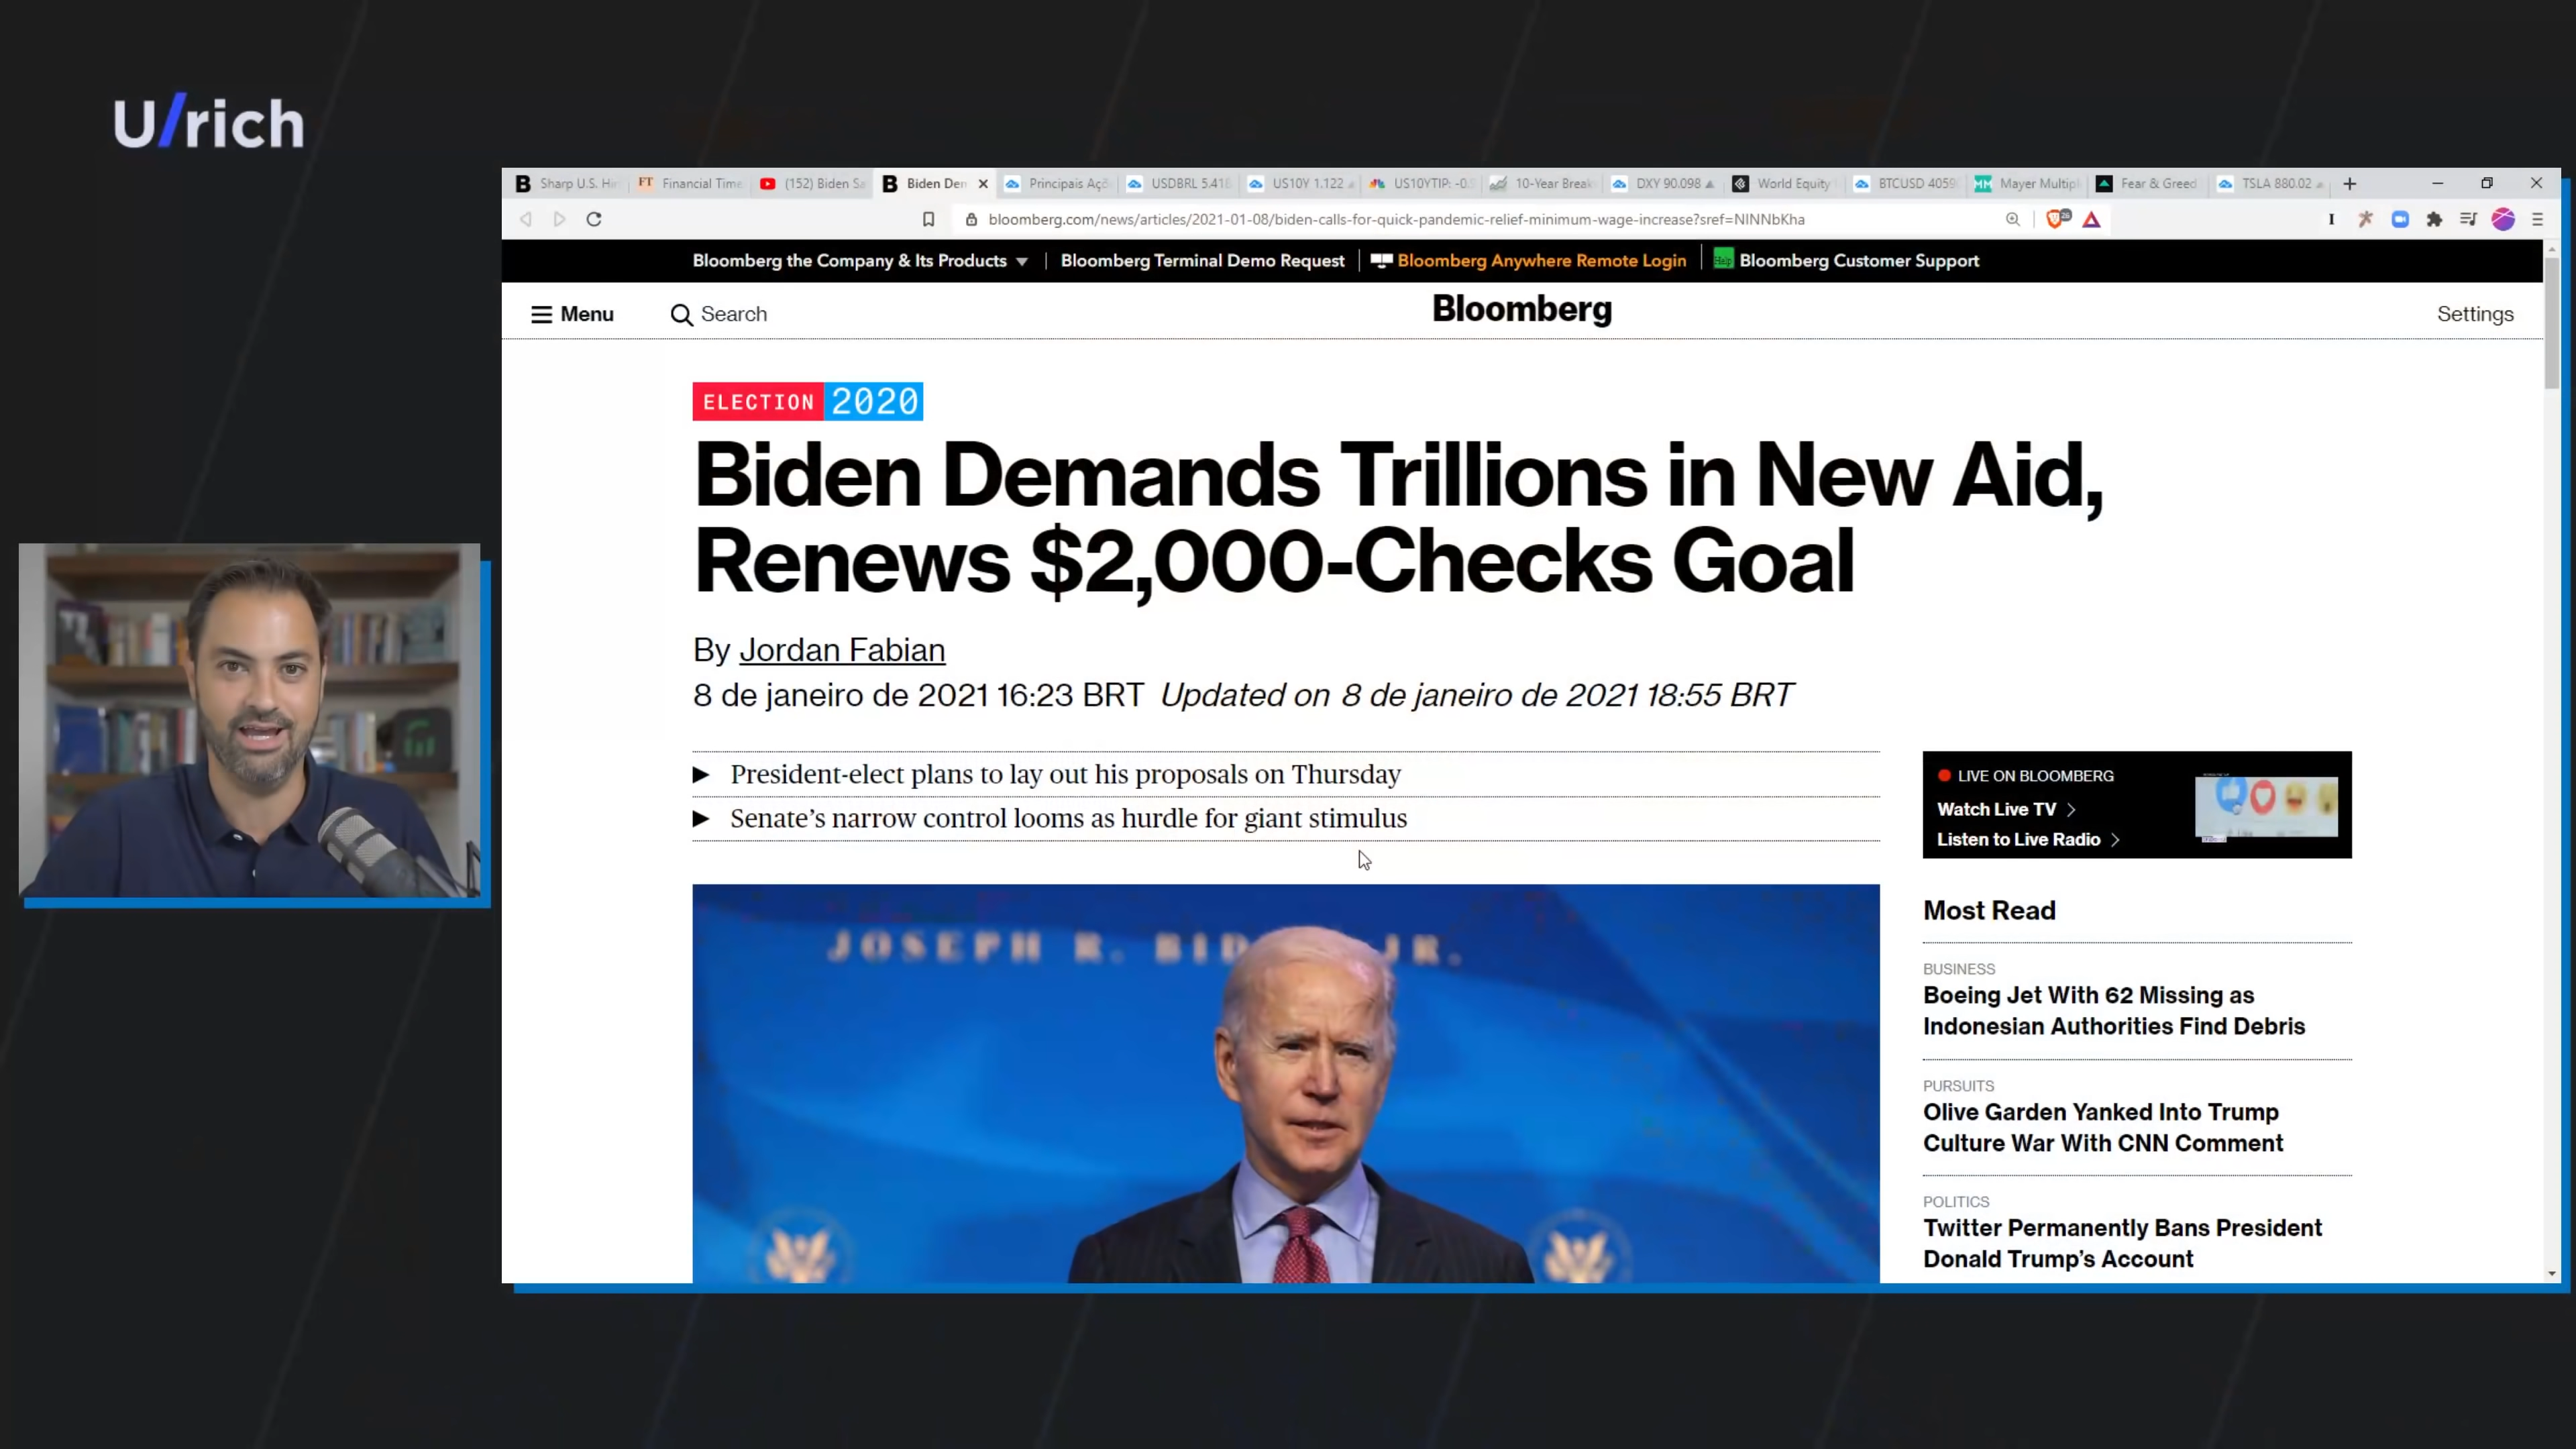 U/rich
Sharp U.S. Hi
Financial Time
(152) Biden Sa
Biden Den
Principais Açõ
USDBRL 5.416
US10Y 1.122
US10YTIP: -0.
10-Year Break
DXY 90.098
World Equity
BTCUSD 4059
Mayer Multipl
Fear & Greed
TSLA 880.02
bloomberg.com/news/articles/2021-01-08/biden-calls-for-quick-pandemic-relief-minimum-wage-increase?sref=NINNbKha
Bloomberg the Company & Its Products
Bloomberg Terminal Demo Request
Bloomberg Anywhere Remote Login
Help
Bloomberg Customer Support
Menu
Search
Bloomberg
Settings
ELECTION 2020
Biden Demands Trillions in New Aid,
Renews $2,000-Checks Goal
By Jordan Fabian
8 de janeiro de 2021 16:23 BRT Updated on 8 de janeiro de 2021 18:55 BRT
President-elect plans to lay out his proposals on Thursday
Senate's narrow control looms as hurdle for giant stimulus
JOSEPH R. BID JR.
LIVE ON BLOOMBERG
Watch Live TV
Listen to Live Radio
Most Read
BUSINESS
Boeing Jet With 62 Missing as
Indonesian Authorities Find Debris
PURSUITS
Olive Garden Yanked Into Trump
Culture War With CNN Comment
POLITICS
Twitter Permanently Bans President
Donald Trump's Account